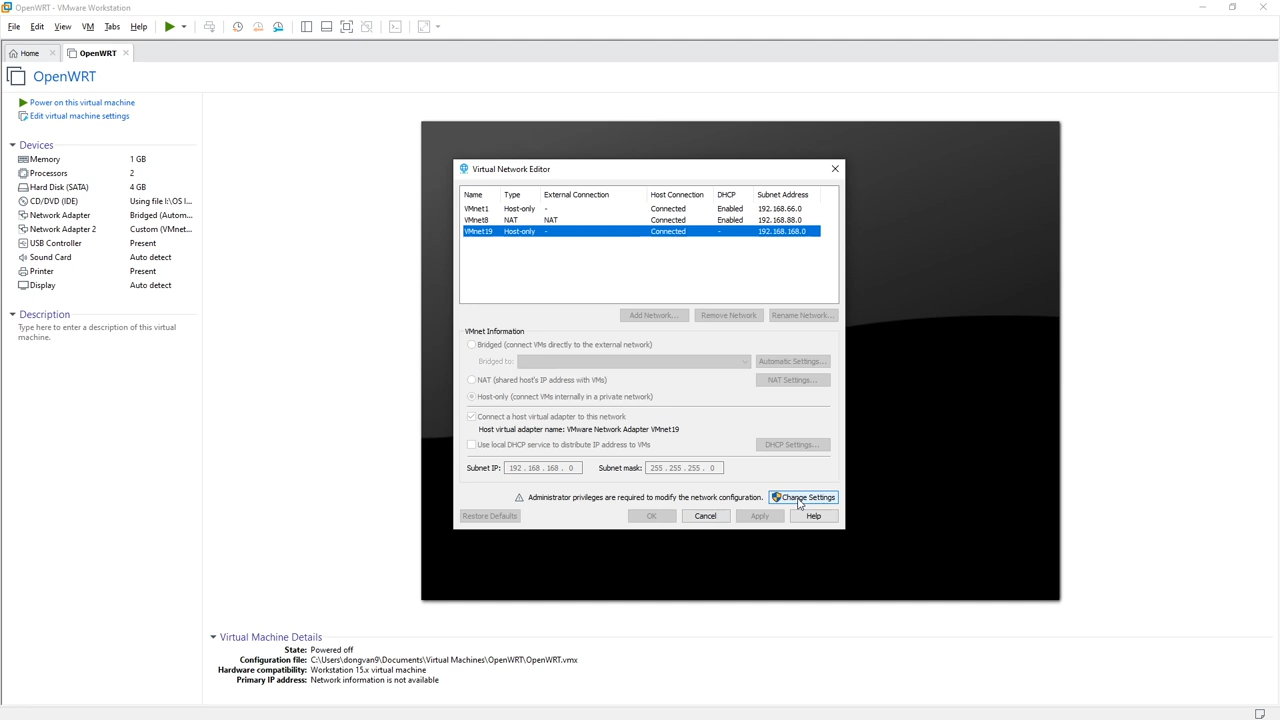 OpenWRT - VMware Workstation
File Edit View VM Tabs Help
Home OpenWRT
OpenWRT
Power on this virtual machine
Edit virtual machine settings
Devices
Memory 1 GB
Processors 2
Hard Disk (SATA) 4 GB
CD/DVD (IDE) Using file I:\OS I...
Network Adapter Bridged (Autom...
Network Adapter 2 Custom (VMnet...
USB Controller Present
Sound Card Auto detect
Printer Present
Display Auto detect
Description
Type here to enter a description of this virtual
machine.
Virtual Network Editor
Name Type External Connection Host Connection DHCP Subnet Address
VMnet1 Host-only - Connected Enabled 192.168.66.0
VMnet8 NAT NAT Connected Enabled 192.168.88.0
VMnet19 Host-only - Connected - 192.168.168.0
Add Network... Remove Network Rename Network...
VMnet Information
Bridged (connect VMs directly to the external network)
Bridged to: Automatic Settings...
NAT (shared host's IP address with VMs) NAT Settings...
Host-only (connect VMs internally in a private network)
Connect a host virtual adapter to this network
Host virtual adapter name: VMware Network Adapter VMnet19
Use local DHCP service to distribute IP address to VMs DHCP Settings...
Subnet IP: 192 . 168 . 168 . 0 Subnet mask: 255 . 255 . 255 . 0
Administrator privileges are required to modify the network configuration. Change Settings
Restore Defaults OK Cancel Apply Help
Virtual Machine Details
State: Powered off
Configuration file: C:\Users\dongvan9\Documents\Virtual Machines\OpenWRT\OpenWRT.vmx
Hardware compatibility: Workstation 15.x virtual machine
Primary IP address: Network information is not available